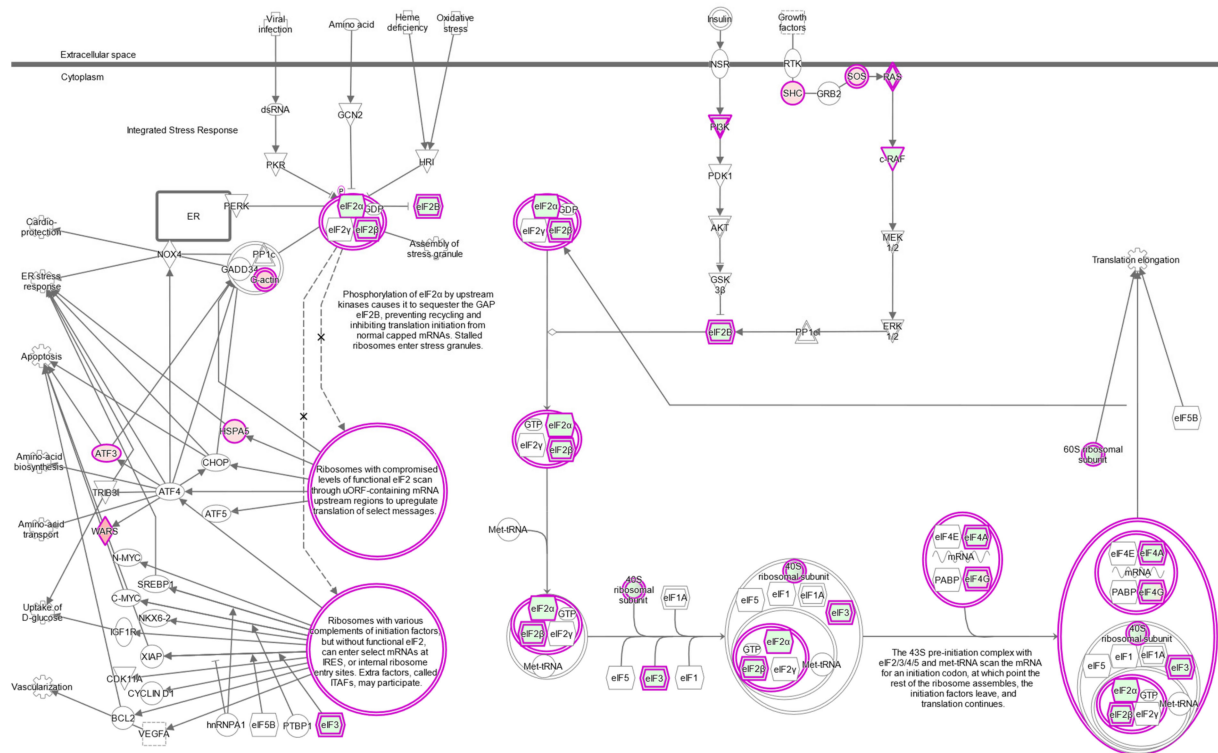 Viral
infection
Amino acid
Heme
deficiency
Oxidative
stress
Insulin
Growth
factors
Extracellular space
Cytoplasm
INSR
RTK
SOS
RAS
SHC
GRB2
dsRNA
GCN2
Integrated Stress Response
PKR
HRI
PI3K
c-RAF
PDK1
ER
PERK
P
eIF2α
GDP
eIF2γ
eIF2β
eIF2B
eIF2α
GDP
eIF2γ
eIF2β
AKT
MEK
1/2
Cardio-
protection
NOX4
PP1c
GADD34
G-actin
Assembly of
stress granule
Translation elongation
ER stress
response
GSK
3β
Phosphorylation of eIF2α by upstream
kinases causes it to sequester the GAP
eIF2B, preventing recycling and
inhibiting translation initiation from
normal capped mRNAs. Stalled
ribosomes enter stress granules.
eIF2B
PP1c
ERK
1/2
Apoptosis
eIF5B
GTP
eIF2α
eIF2γ
eIF2β
HSPA5
ATF3
60S ribosomal
subunit
Amino-acid
biosynthesis
CHOP
TRIB3
ATF4
ATF5
Ribosomes with compromised
levels of functional eIF2 scan
through uORF-containing mRNA
upstream regions to upregulate
translation of select messages.
Amino-acid
transport
WARS
Met-tRNA
eIF4E
eIF4A
mRNA
PABP
eIF4G
eIF4E
eIF4A
mRNA
PABP
eIF4G
N-MYC
SREBP1
C-MYC
NKX6-2
Uptake of
D-glucose
IGF1R
XIAP
CDK11A
CYCLIN D1
Vascularization
BCL2
VEGFA
hnRNPA1
eIF5B
PTBP1
eIF3
Ribosomes with various
complements of initiation factors,
but without functional eIF2,
can enter select mRNAs at
IRES, or internal ribosome
entry sites. Extra factors, called
ITAFs, may participate.
eIF2α
GTP
eIF2β
eIF2γ
Met-tRNA
40S
ribosomal
subunit
eIF1A
eIF5
eIF3
eIF1
40S
ribosomal subunit
eIF5
eIF1
eIF1A
eIF3
eIF2α
GTP
eIF2β
eIF2γ
Met-tRNA
The 43S pre-initiation complex with
eIF2/3/4/5 and met-tRNA scan the mRNA
for an initiation codon, at which point the
rest of the ribosome assembles, the
initiation factors leave, and
translation continues.
40S
ribosomal subunit
eIF5
eIF1
eIF1A
eIF3
eIF2α
GTP
eIF2β
eIF2γ
Met-tRNA